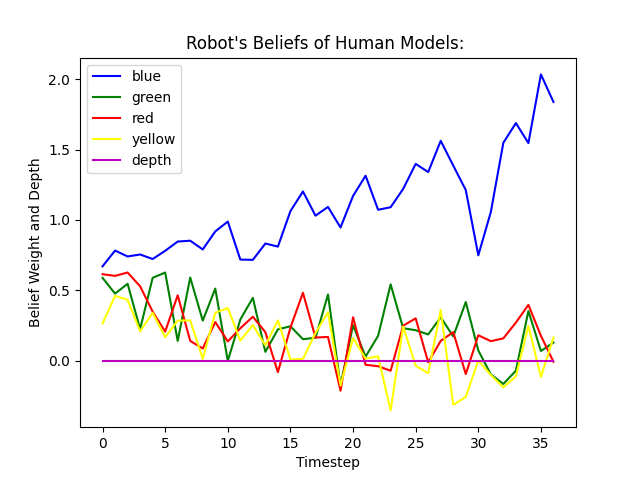 Robot's Beliefs of Human Models:
blue
green
red
yellow
depth
Belief Weight and Depth
2.0
1.5
1.0
0.5
0.0
0 5 10 15 20 25 30 35
Timestep